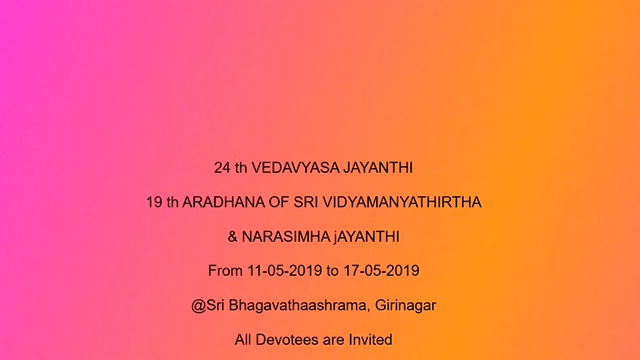 24 th VEDAVYASA JAYANTHI
19 th ARADHANA OF SRI VIDYAMANYATHIRTHA
& NARASIMHA jAYANTHI
From 11-05-2019 to 17-05-2019
@Sri Bhagavathaashrama, Girinagar
All Devotees are Invited